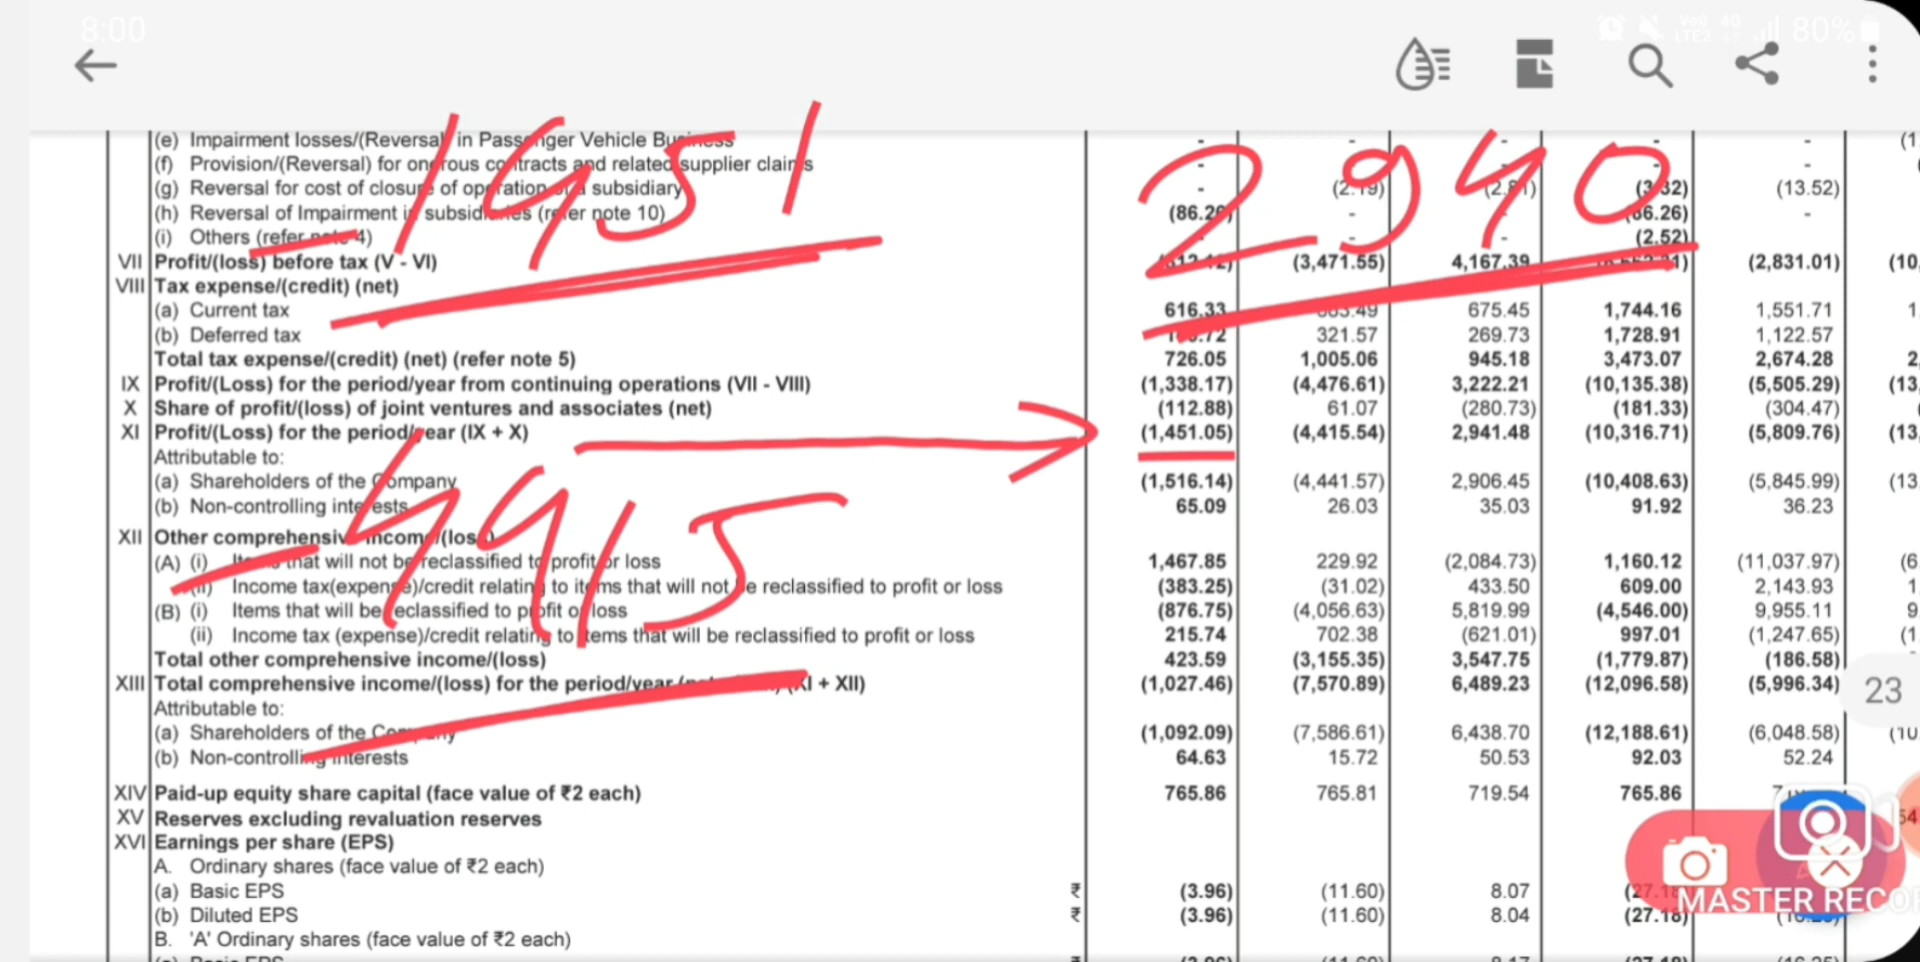 8:00 VoLTE2 4G 80%
(e) Impairment losses/(Reversal) in Passenger Vehicle Business - - - - - (1
(f) Provision/(Reversal) for onerous contracts and related supplier claims - - - - -
(g) Reversal for cost of closure of operation of a subsidiary - (2.19) (2.81) (3.32) (13.52)
(h) Reversal of Impairment in subsidiaries (refer note 10) (86.26) - - (86.26) -
(i) Others (refer note 4) - - - (2.52)
1451 2940
VII Profit/(loss) before tax (V - VI) (3,471.55) 4,167.39 (2,831.01) (10,
VIII Tax expense/(credit) (net)
(a) Current tax 616.33 675.45 1,744.16 1,551.71 1
(b) Deferred tax 321.57 269.73 1,728.91 1,122.57
Total tax expense/(credit) (net) (refer note 5) 726.05 1,005.06 945.18 3,473.07 2,674.28 2,
IX Profit/(Loss) for the period/year from continuing operations (VII - VIII) (1,338.17) (4,476.61) 3,222.21 (10,135.38) (5,505.29) (13,
X Share of profit/(loss) of joint ventures and associates (net) (112.88) 61.07 (280.73) (181.33) (304.47)
XI Profit/(Loss) for the period/year (IX + X) (1,451.05) (4,415.54) 2,941.48 (10,316.71) (5,809.76) (13,
Attributable to:
(a) Shareholders of the Company (1,516.14) (4,441.57) 2,906.45 (10,408.63) (5,845.99) (13
(b) Non-controlling interests 65.09 26.03 35.03 91.92 36.23
-4415
XII Other comprehensive income/(loss)
(A) (i) Items that will not be reclassified to profit or loss 1,467.85 229.92 (2,084.73) 1,160.12 (11,037.97) (6
(ii) Income tax(expense)/credit relating to items that will not be reclassified to profit or loss (383.25) (31.02) 433.50 609.00 2,143.93 1
(B) (i) Items that will be reclassified to profit or loss (876.75) (4,056.63) 5,819.99 (4,546.00) 9,955.11 9
(ii) Income tax (expense)/credit relating to items that will be reclassified to profit or loss 215.74 702.38 (621.01) 997.01 (1,247.65) (1
Total other comprehensive income/(loss) 423.59 (3,155.35) 3,547.75 (1,779.87) (186.58)
XIII Total comprehensive income/(loss) for the period/year (XI + XII) (1,027.46) (7,570.89) 6,489.23 (12,096.58) (5,996.34) 23
Attributable to:
(a) Shareholders of the Company (1,092.09) (7,586.61) 6,438.70 (12,188.61) (6,048.58) (10
(b) Non-controlling interests 64.63 15.72 50.53 92.03 52.24
XIV Paid-up equity share capital (face value of ₹2 each) 765.86 765.81 719.54 765.86
XV Reserves excluding revaluation reserves 54
XVI Earnings per share (EPS)
A. Ordinary shares (face value of ₹2 each)
(a) Basic EPS ₹ (3.96) (11.60) 8.07 (27.18)
(b) Diluted EPS ₹ (3.96) (11.60) 8.04 (27.18)
MASTER RECOR
B. 'A' Ordinary shares (face value of ₹2 each)